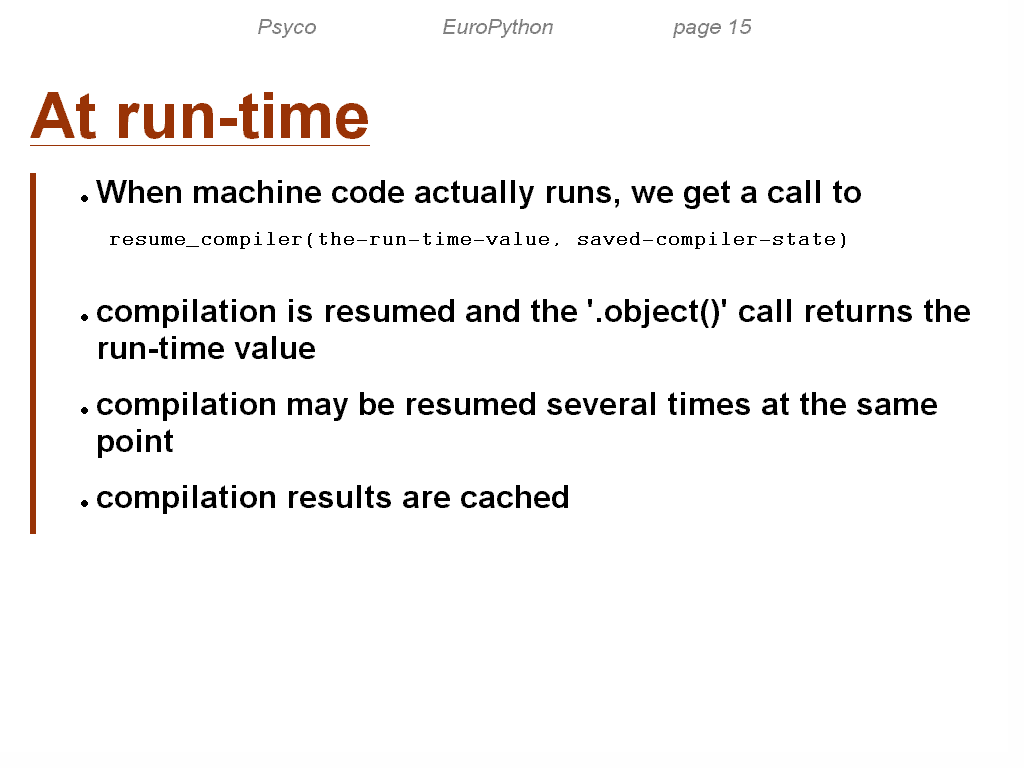 Psyco EuroPython page 15
At run-time
When machine code actually runs, we get a call to
resume_compiler(the-run-time-value, saved-compiler-state)
compilation is resumed and the '.object()' call returns the
run-time value
compilation may be resumed several times at the same
point
compilation results are cached